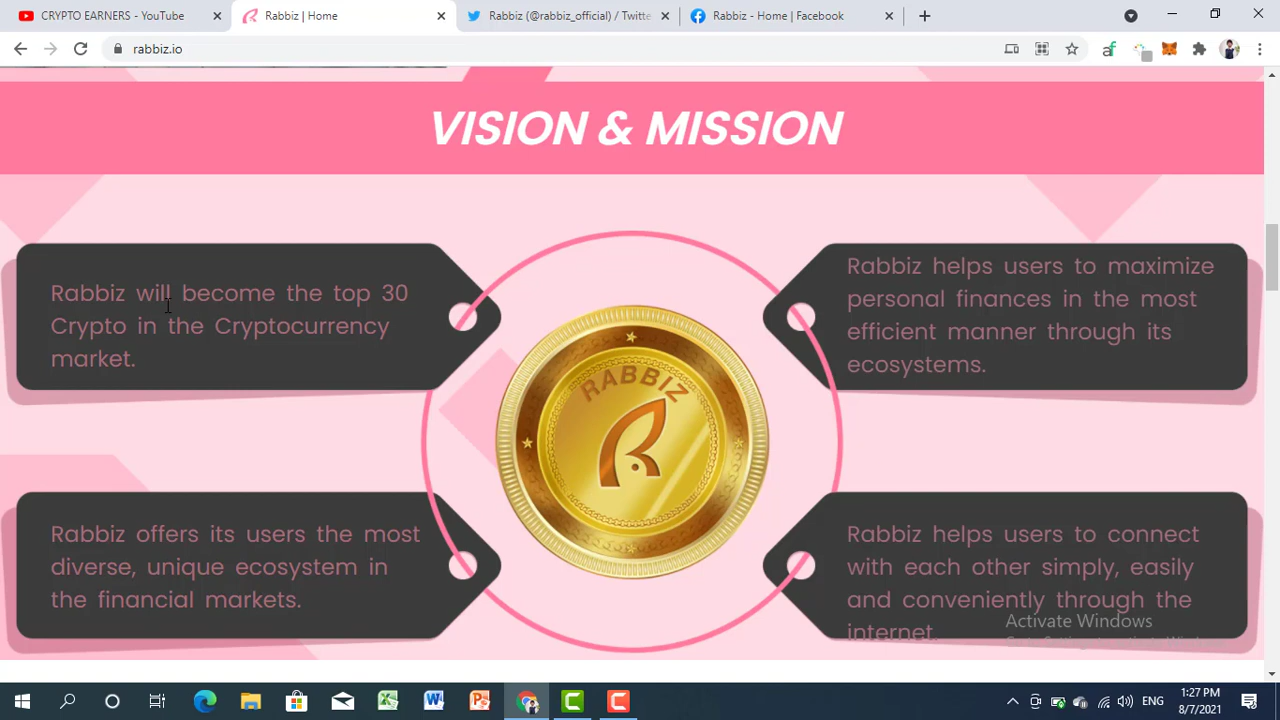 CRYPTO EARNERS - YouTube
Rabbiz | Home
Rabbiz (@rabbiz_official) / Twitte
Rabbiz - Home | Facebook
rabbiz.io
VISION & MISSION
Rabbiz will become the top 30
Crypto in the Cryptocurrency
market.
Rabbiz helps users to maximize
personal finances in the most
efficient manner through its
ecosystems.
RABBIZ
Rabbiz offers its users the most
diverse, unique ecosystem in
the financial markets.
Rabbiz helps users to connect
with each other simply, easily
and conveniently through the
internet.
Activate Windows
ENG
1:27 PM
8/7/2021